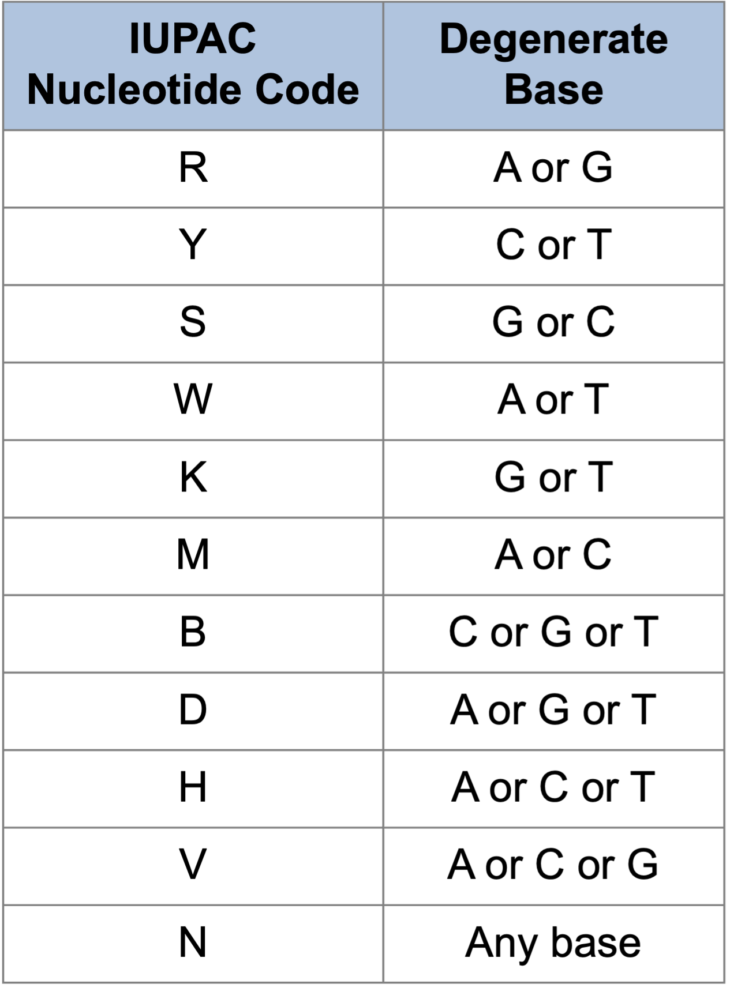 IUPAC
Nucleotide Code
Degenerate
Base
R
A or G
Y
C or T
S
G or C
W
A or T
K
G or T
M
A or C
B
C or G or T
D
A or G or T
H
A or C or T
V
A or C or G
N
Any base